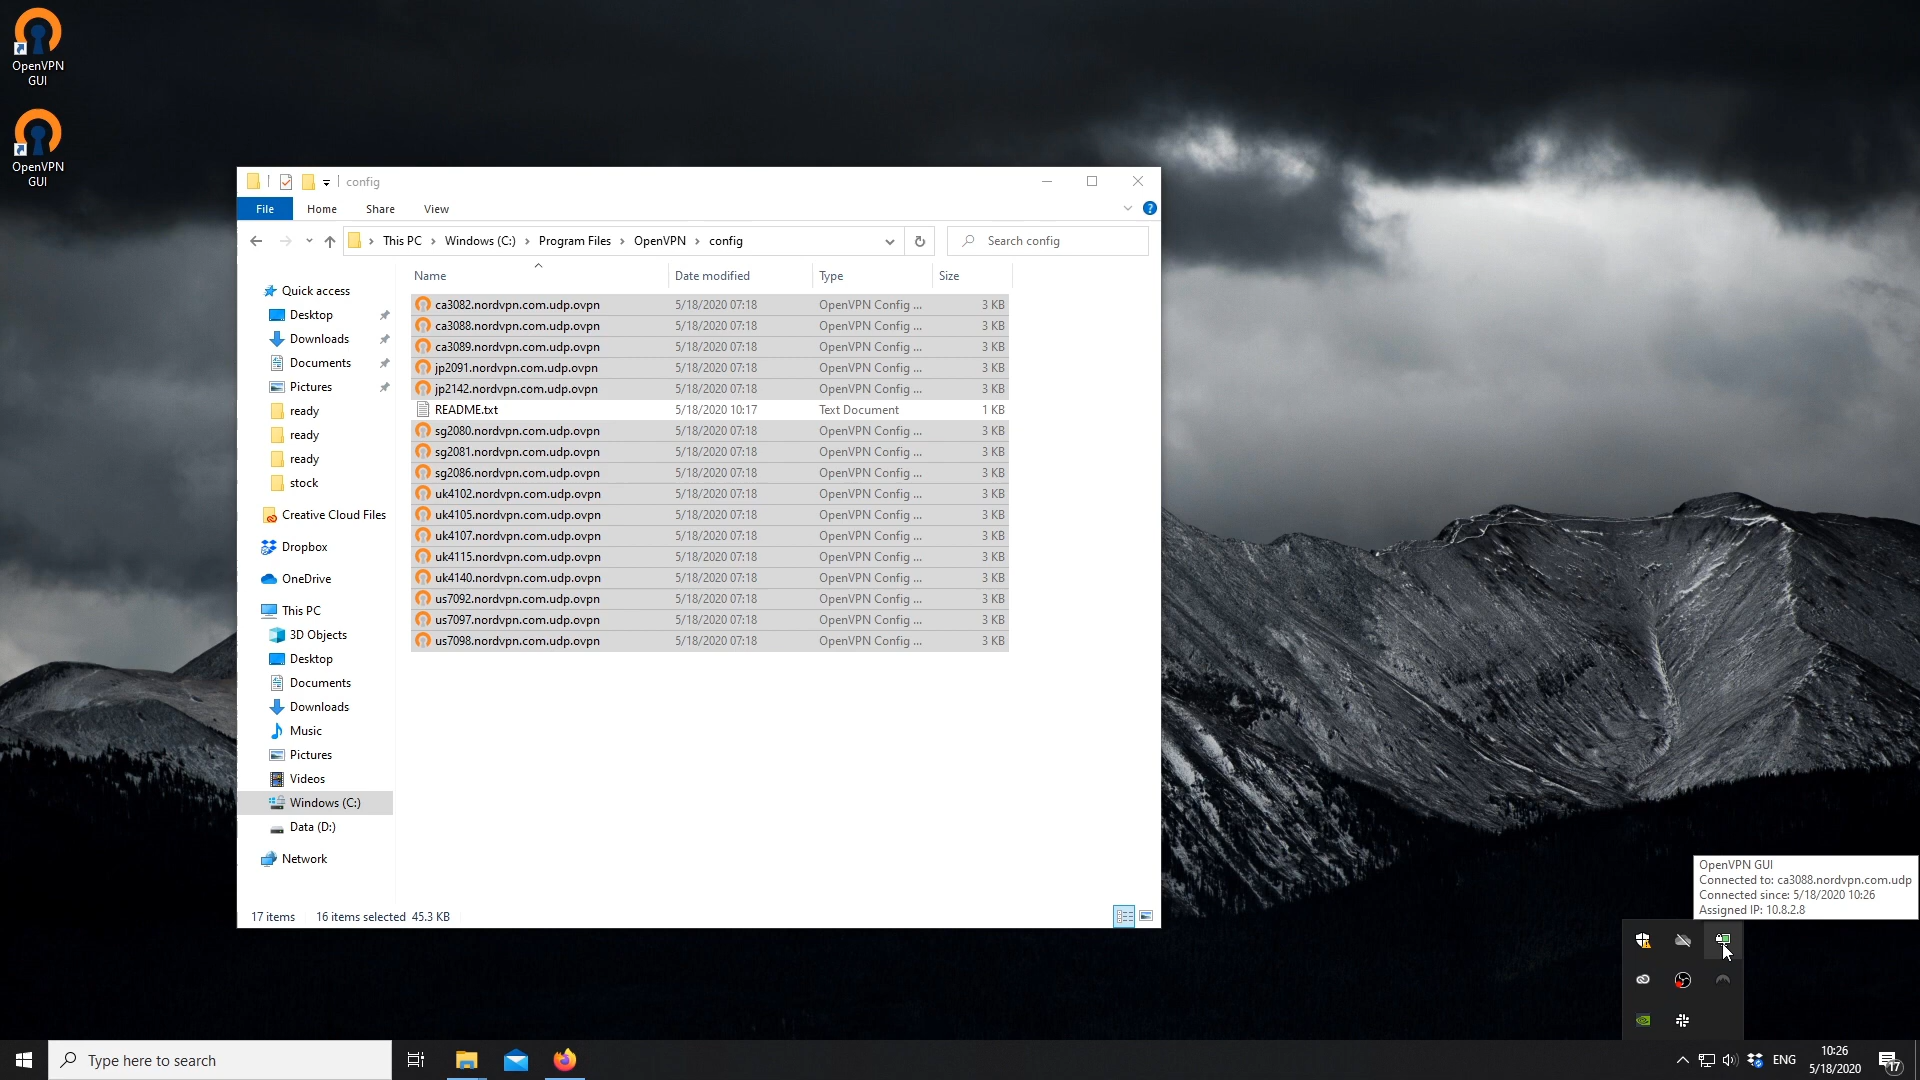 OpenVPN
GUI
OpenVPN
GUI
config
File Home Share View
This PC Windows (C:) Program Files OpenVPN config
Search config
Name Date modified Type Size
Quick access
Desktop
Downloads
Documents
Pictures
ready
ready
ready
stock
Creative Cloud Files
Dropbox
OneDrive
This PC
3D Objects
Desktop
Documents
Downloads
Music
Pictures
Videos
Windows (C:)
Data (D:)
Network
ca3082.nordvpn.com.udp.ovpn 5/18/2020 07:18 OpenVPN Config ... 3 KB
ca3088.nordvpn.com.udp.ovpn 5/18/2020 07:18 OpenVPN Config ... 3 KB
ca3089.nordvpn.com.udp.ovpn 5/18/2020 07:18 OpenVPN Config ... 3 KB
jp2091.nordvpn.com.udp.ovpn 5/18/2020 07:18 OpenVPN Config ... 3 KB
jp2142.nordvpn.com.udp.ovpn 5/18/2020 07:18 OpenVPN Config ... 3 KB
README.txt 5/18/2020 10:17 Text Document 1 KB
sg2080.nordvpn.com.udp.ovpn 5/18/2020 07:18 OpenVPN Config ... 3 KB
sg2081.nordvpn.com.udp.ovpn 5/18/2020 07:18 OpenVPN Config ... 3 KB
sg2086.nordvpn.com.udp.ovpn 5/18/2020 07:18 OpenVPN Config ... 3 KB
uk4102.nordvpn.com.udp.ovpn 5/18/2020 07:18 OpenVPN Config ... 3 KB
uk4105.nordvpn.com.udp.ovpn 5/18/2020 07:18 OpenVPN Config ... 3 KB
uk4107.nordvpn.com.udp.ovpn 5/18/2020 07:18 OpenVPN Config ... 3 KB
uk4115.nordvpn.com.udp.ovpn 5/18/2020 07:18 OpenVPN Config ... 3 KB
uk4140.nordvpn.com.udp.ovpn 5/18/2020 07:18 OpenVPN Config ... 3 KB
us7092.nordvpn.com.udp.ovpn 5/18/2020 07:18 OpenVPN Config ... 3 KB
us7097.nordvpn.com.udp.ovpn 5/18/2020 07:18 OpenVPN Config ... 3 KB
us7098.nordvpn.com.udp.ovpn 5/18/2020 07:18 OpenVPN Config ... 3 KB
17 items 16 items selected 45.3 KB
OpenVPN GUI
Connected to: ca3088.nordvpn.com.udp
Connected since: 5/18/2020 10:26
Assigned IP: 10.8.2.8
Type here to search
ENG
10:26
5/18/2020
17